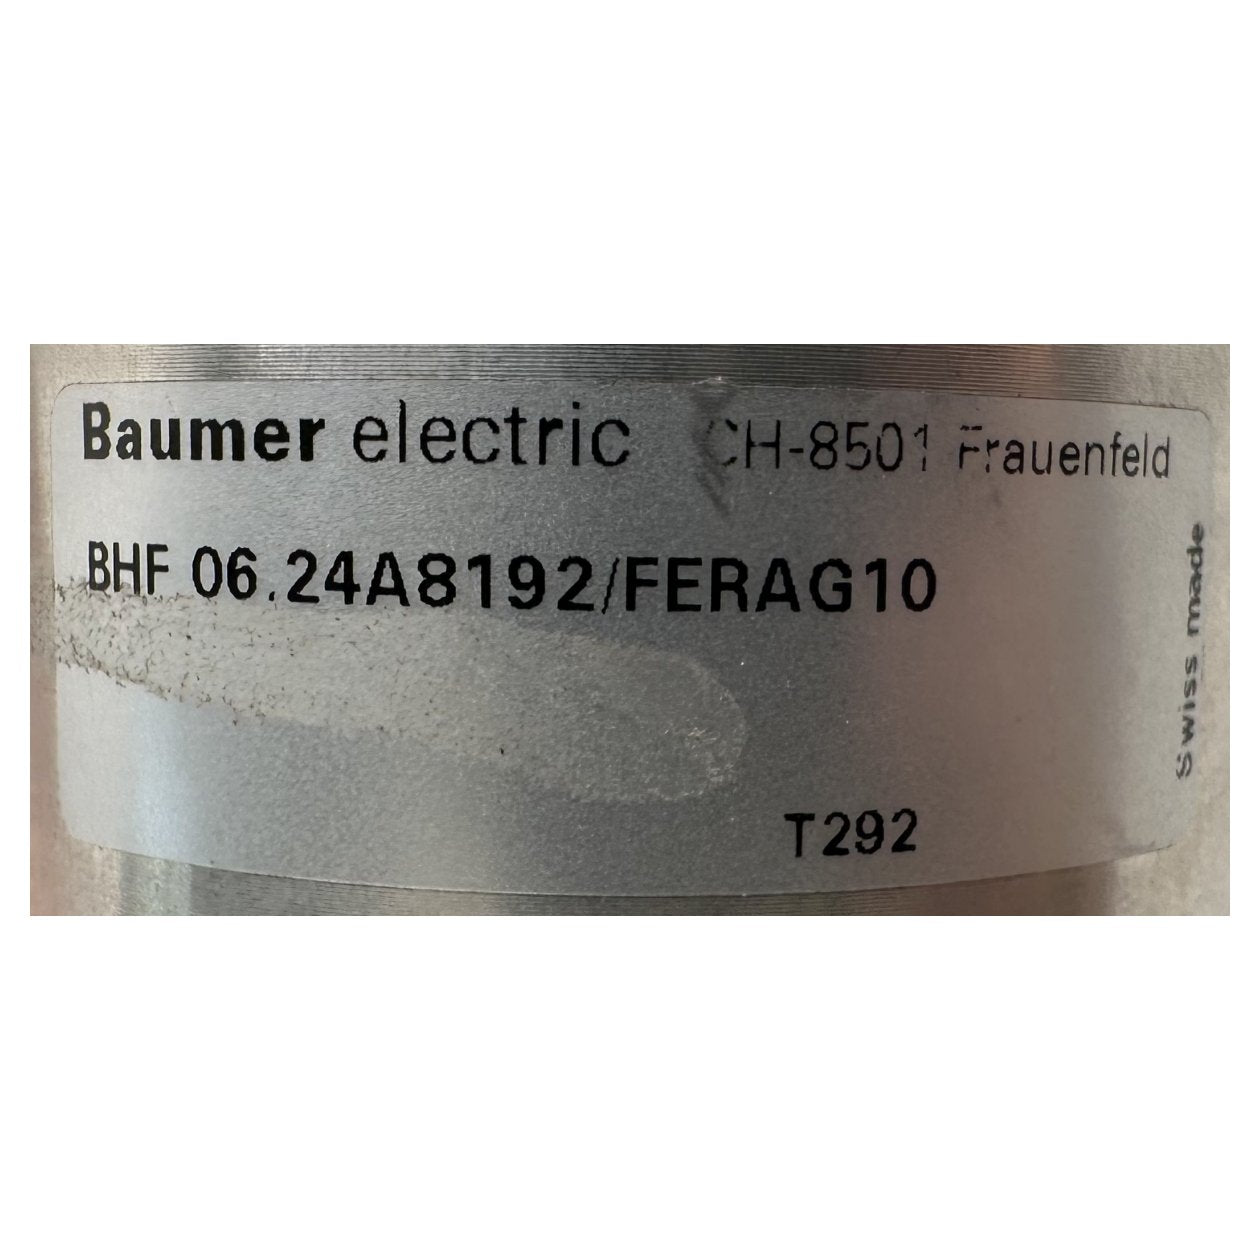 Baumer electric CH-8501 Frauenfeld
BHF 06.24A8192/FERAG10
T292
Swiss made